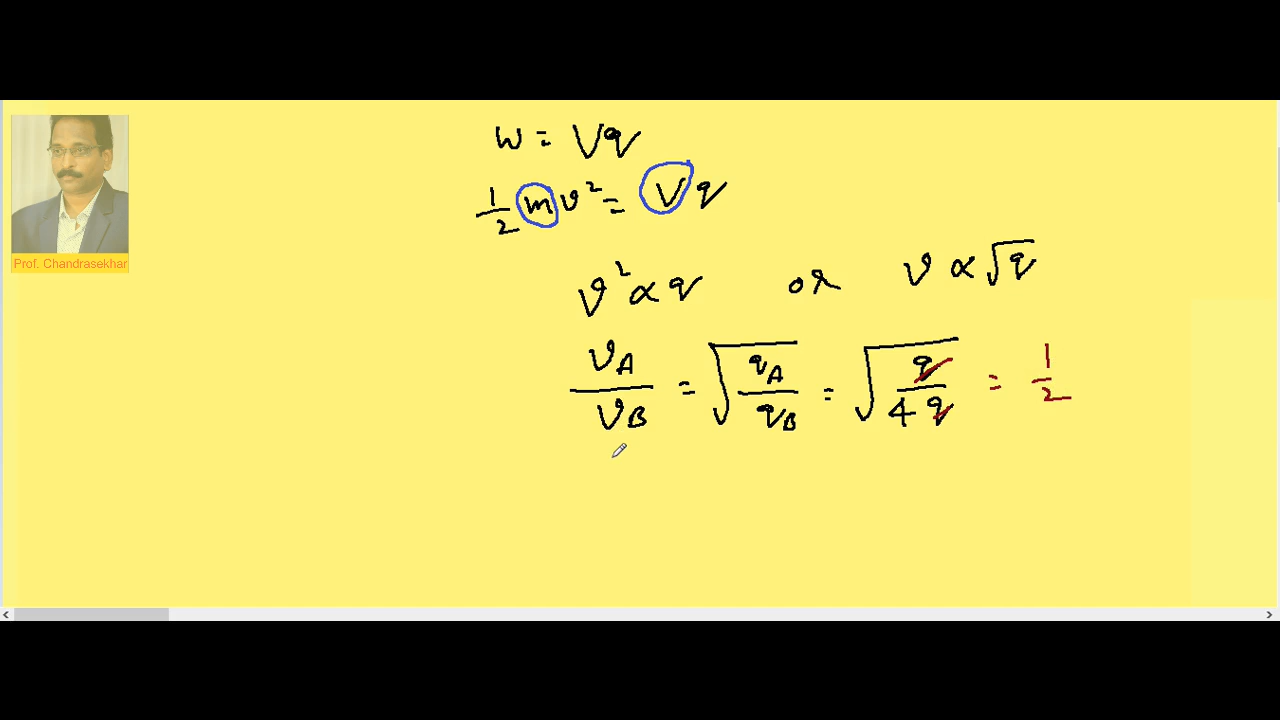 W = Vq
1/2 mv² = Vq
v² ∝ q or v ∝ √q
vA/vB = √(qA/qB) = √(q/4q) = 1/2
Prof. Chandrasekhar